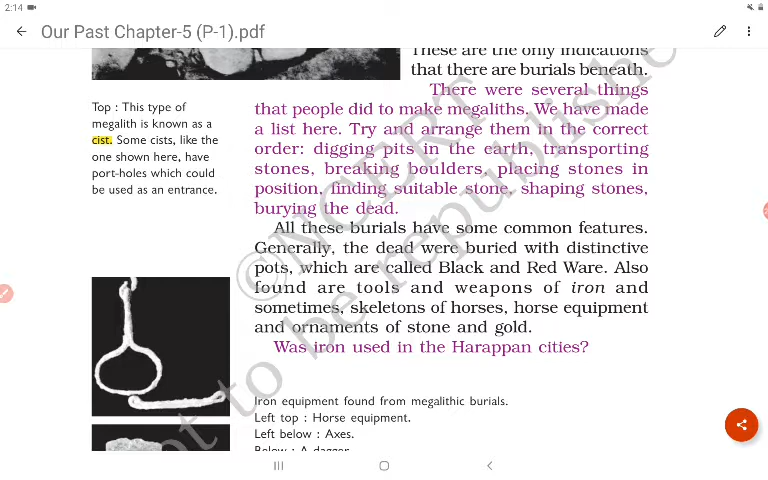 2:14
Our Past Chapter-5 (P-1).pdf
These are the only indications
that there are burials beneath.
There were several things
that people did to make megaliths. We have made
a list here. Try and arrange them in the correct
order: digging pits in the earth, transporting
stones, breaking boulders, placing stones in
position, finding suitable stone, shaping stones,
burying the dead.
Top : This type of
megalith is known as a
cist. Some cists, like the
one shown here, have
port-holes which could
be used as an entrance.
All these burials have some common features.
Generally, the dead were buried with distinctive
pots, which are called Black and Red Ware. Also
found are tools and weapons of iron and
sometimes, skeletons of horses, horse equipment
and ornaments of stone and gold.
Was iron used in the Harappan cities?
Iron equipment found from megalithic burials.
Left top : Horse equipment.
Left below : Axes.
Below : A dagger.
© NCERT
not to be republishe